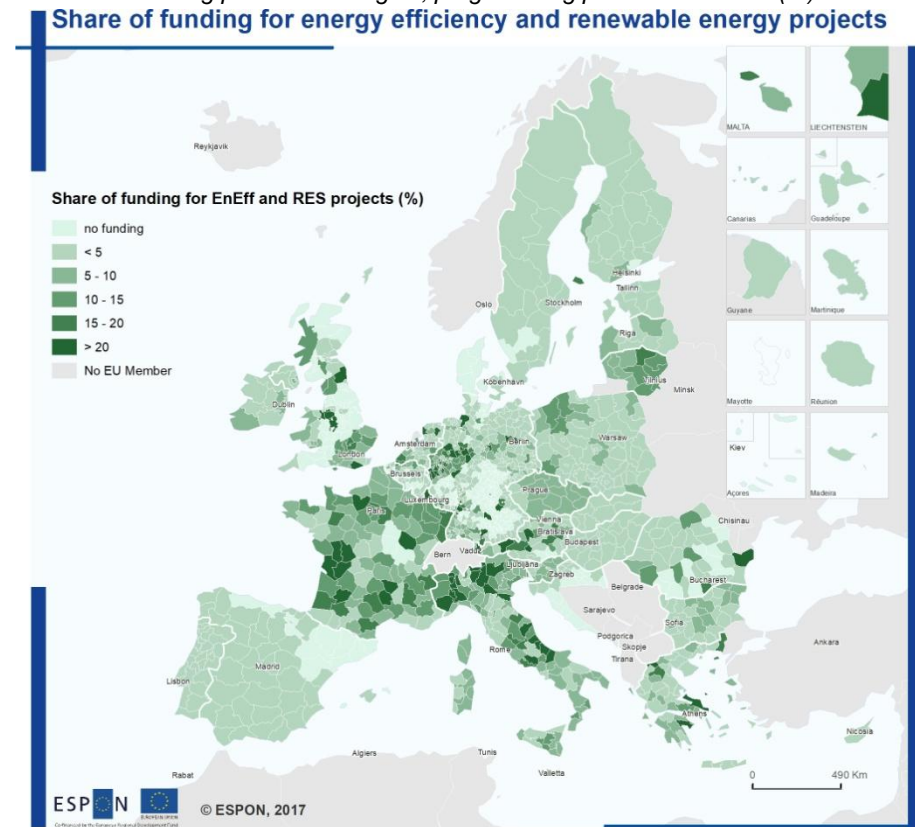 Share of funding for energy efficiency and renewable energy projects
MALTA
LIECHTENSTEIN
Reykjavik
Canarias
Guadeloupe
Share of funding for EnEff and RES projects (%)
no funding
< 5
5 - 10
10 - 15
15 - 20
> 20
No EU Member
Helsinki
Tallinn
Oslo
Stockholm
Guyane
Martinique
Riga
København
Vilnius
Minsk
Mayotte
Réunion
Dublin
Amsterdam
Berlin
Warsaw
London
Brussels
Kiev
Açores
Madeira
Luxembourg
Prague
Paris
Vienna
Bratislava
Chisinau
Bern
Vaduz
Budapest
Ljubljana
Zagreb
Bucharest
Belgrade
Sarajevo
Sofia
Podgorica
Skopje
Rome
Tirana
Ankara
Madrid
Lisbon
Athens
Nicosia
Algiers
Tunis
Rabat
Valletta
0 490 Km
ESPON
© ESPON, 2017